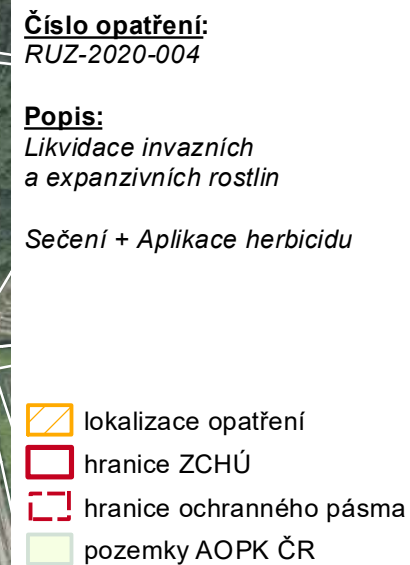 Číslo opatření:
RUZ-2020-004
Popis:
Likvidace invazních
a expanzivních rostlin
Sečení + Aplikace herbicidu
lokalizace opatření
hranice ZCHÚ
hranice ochranného pásma
pozemky AOPK ČR